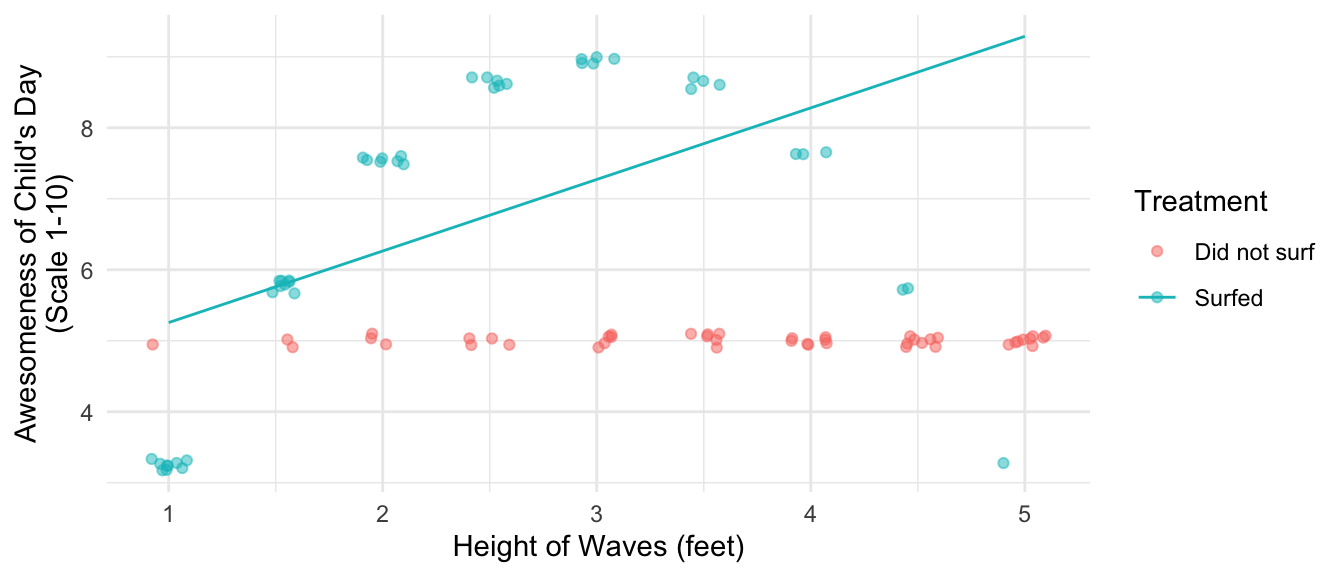 Awesomeness of Child's Day
(Scale 1-10)
8
6
4
1 2 3 4 5
Height of Waves (feet)
Treatment
Did not surf
Surfed